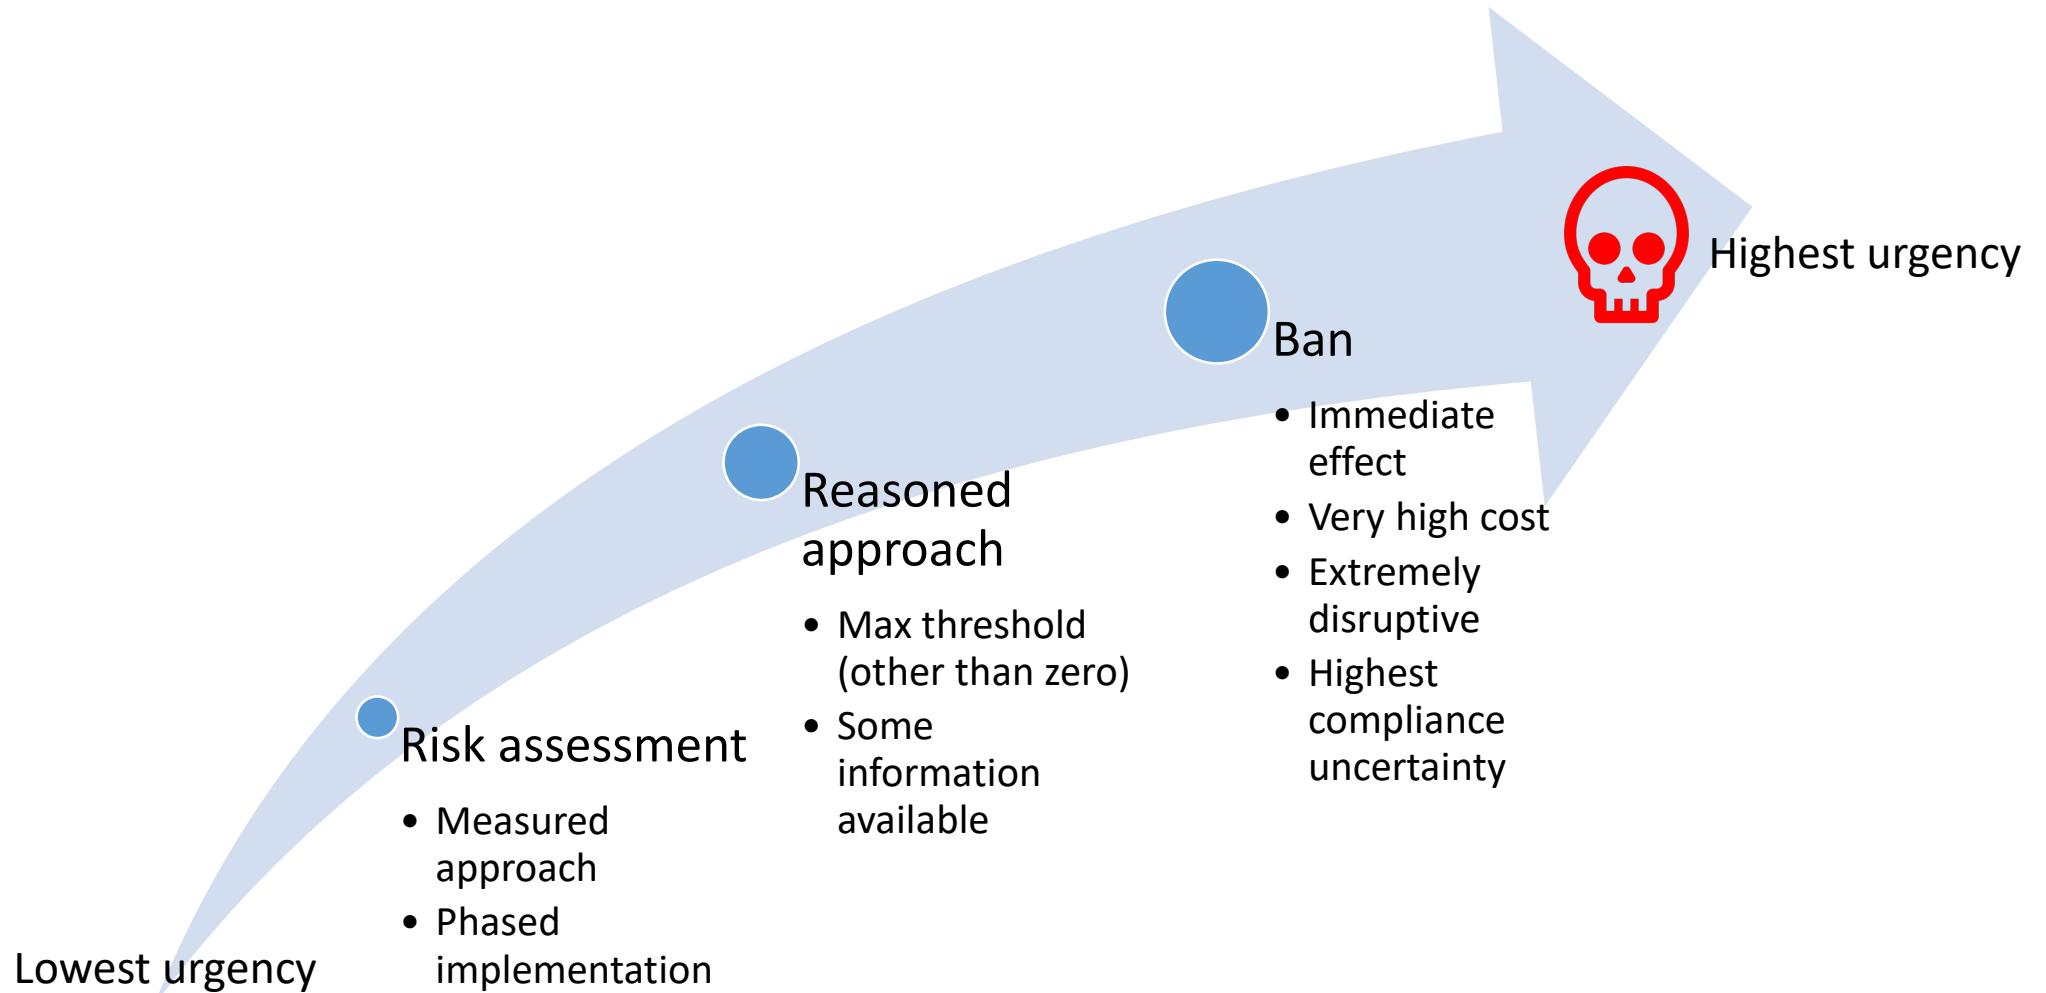 Highest urgency
Ban
• Immediate
effect
• Very high cost
• Extremely
disruptive
• Highest
compliance
uncertainty
Reasoned
approach
• Max threshold
(other than zero)
• Some
information
available
Risk assessment
• Measured
approach
• Phased
implementation
Lowest urgency